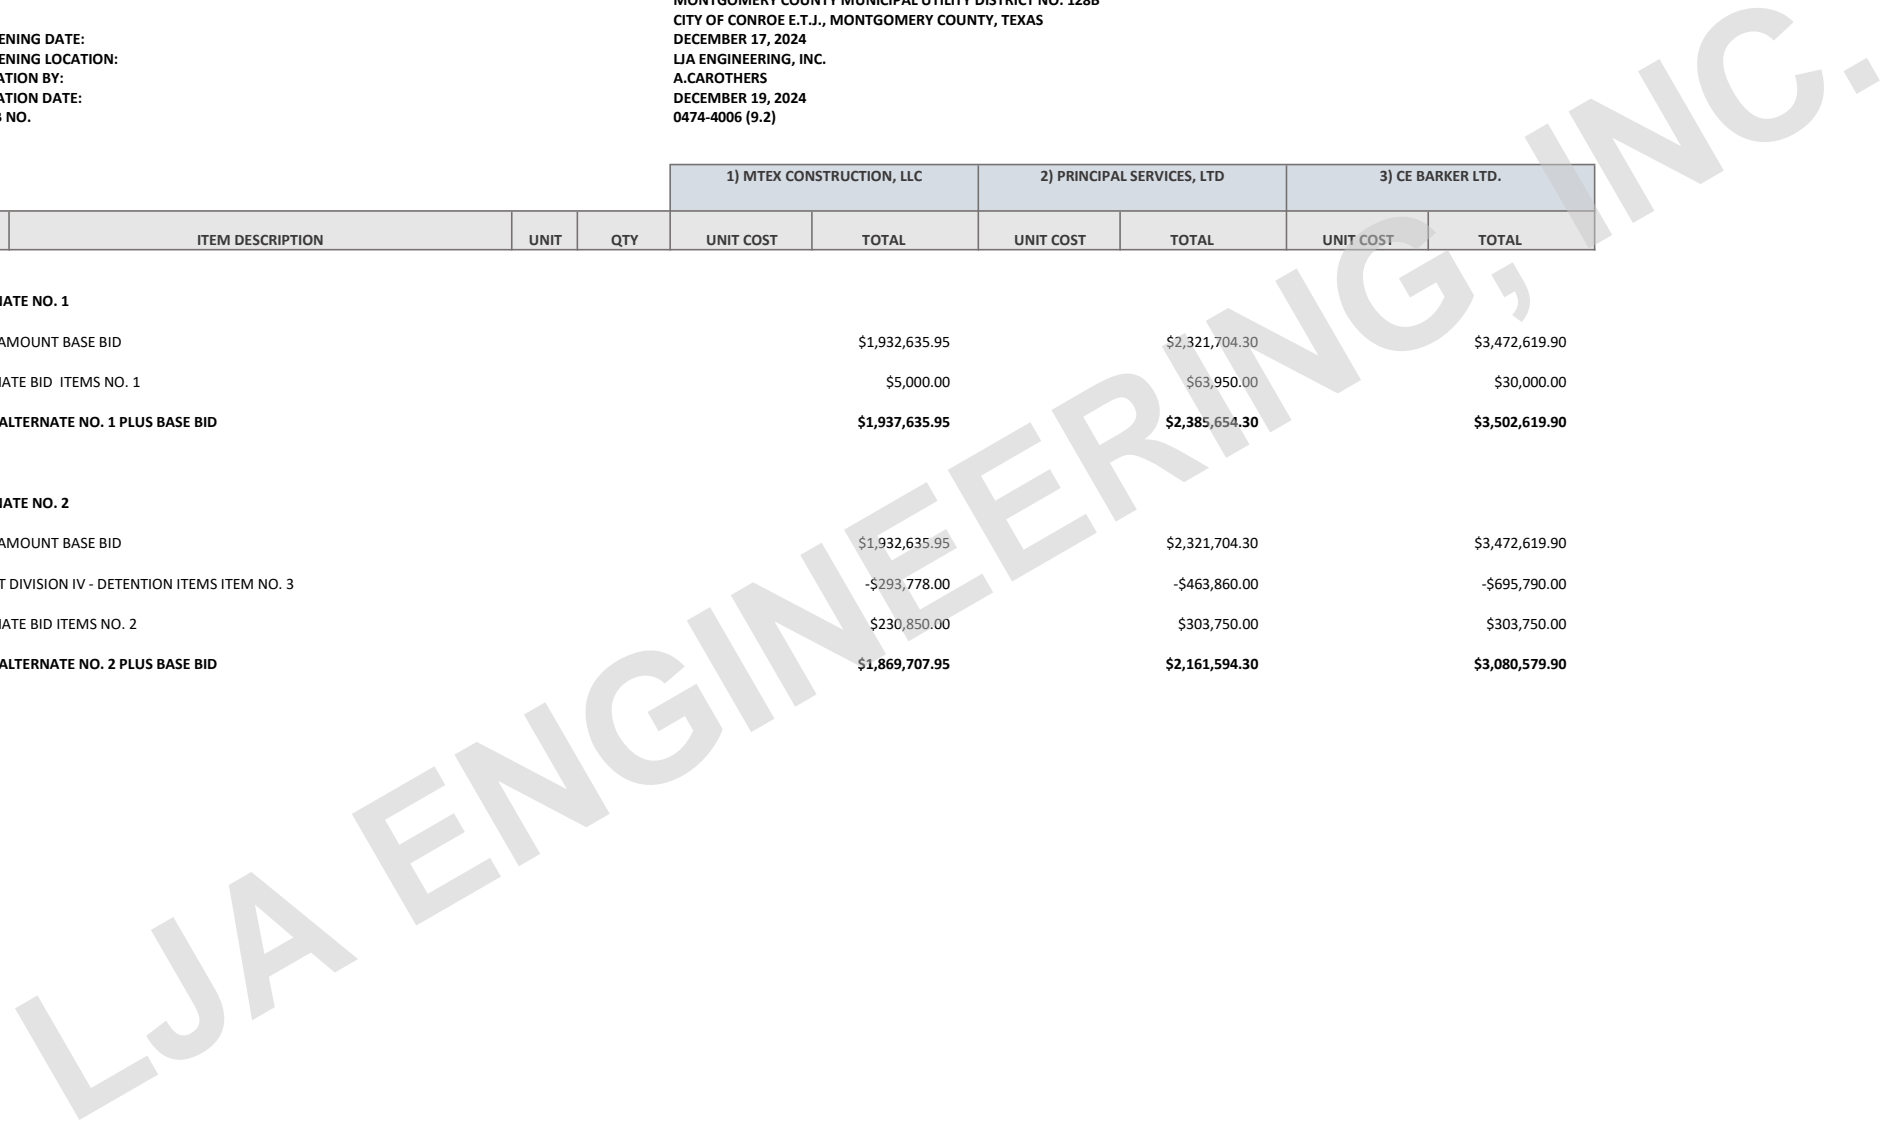 MONTGOMERY COUNTY MUNICIPAL UTILITY DISTRICT NO. 128B
CITY OF CONROE E.T.J., MONTGOMERY COUNTY, TEXAS
ENING DATE: DECEMBER 17, 2024
ENING LOCATION: LJA ENGINEERING, INC.
ATION BY: A.CAROTHERS
ATION DATE: DECEMBER 19, 2024
NO. 0474-4006 (9.2)
1) MTEX CONSTRUCTION, LLC 2) PRINCIPAL SERVICES, LTD 3) CE BARKER LTD.
ITEM DESCRIPTION UNIT QTY UNIT COST TOTAL UNIT COST TOTAL UNIT COST TOTAL
ATE NO. 1
AMOUNT BASE BID $1,932,635.95 $2,321,704.30 $3,472,619.90
ATE BID ITEMS NO. 1 $5,000.00 $63,950.00 $30,000.00
ALTERNATE NO. 1 PLUS BASE BID $1,937,635.95 $2,385,654.30 $3,502,619.90
ATE NO. 2
AMOUNT BASE BID $1,932,635.95 $2,321,704.30 $3,472,619.90
T DIVISION IV - DETENTION ITEMS ITEM NO. 3 -$293,778.00 -$463,860.00 -$695,790.00
ATE BID ITEMS NO. 2 $230,850.00 $303,750.00 $303,750.00
ALTERNATE NO. 2 PLUS BASE BID $1,869,707.95 $2,161,594.30 $3,080,579.90
LJA ENGINEERING, INC.